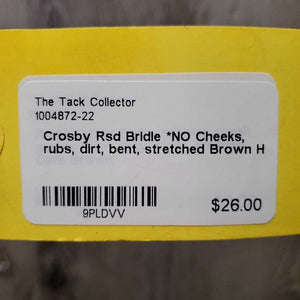 The Tack Collector
1004872-22
Crosby Rsd Bridle *NO Cheeks,
rubs, dirt, bent, stretched Brown H
9PLDVV
$26.00